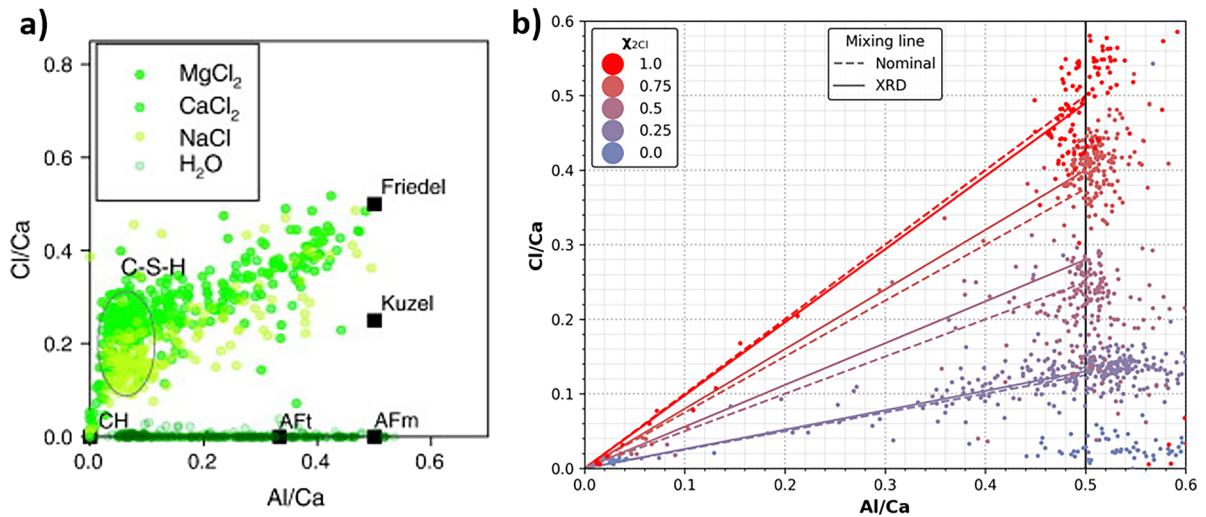 a)
MgCl2
CaCl2
NaCl
H2O
0.8
0.6
0.4
0.2
0.0
Cl/Ca
Friedel
C-S-H
Kuzel
CH
AFt
AFm
0.0 0.2 0.4 0.6
Al/Ca
b)
χ2Cl
1.0
0.75
0.5
0.25
0.0
Mixing line
Nominal
XRD
0.6
0.5
0.4
0.3
0.2
0.1
0.0
Cl/Ca
0.0 0.1 0.2 0.3 0.4 0.5 0.6
Al/Ca